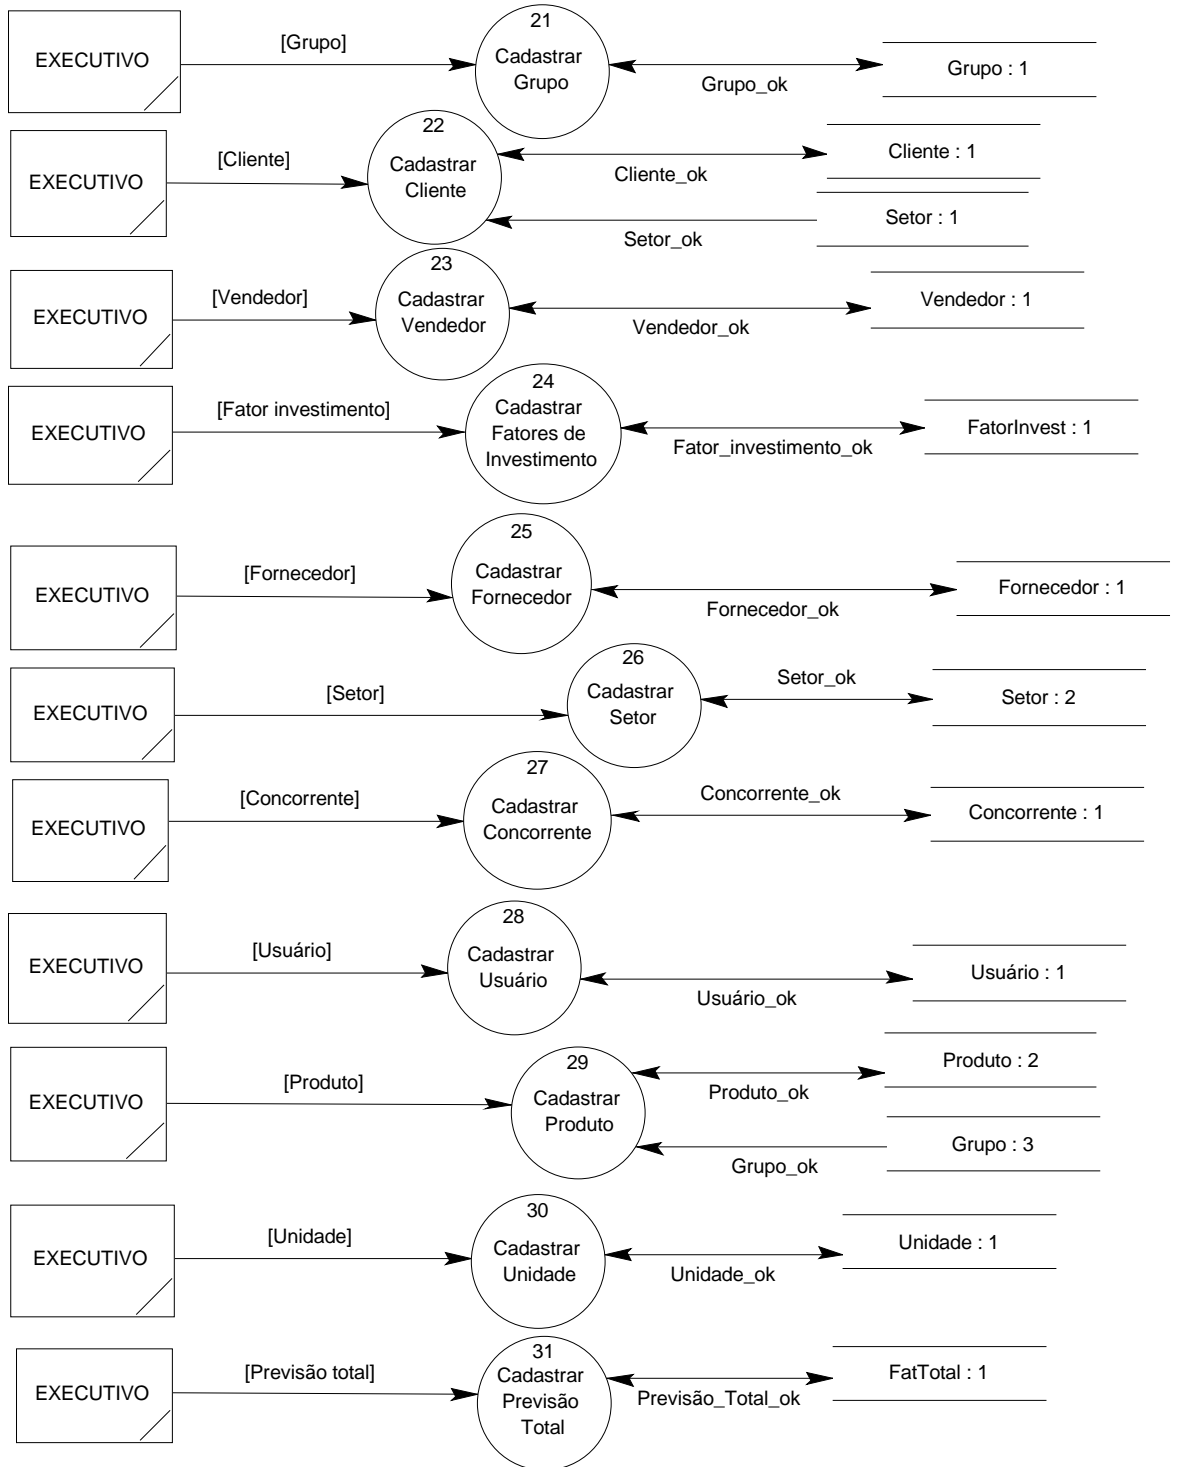 21
[Grupo]
EXECUTIVO
Cadastrar
Grupo
Grupo_ok
Grupo : 1
22
[Cliente]
EXECUTIVO
Cadastrar
Cliente
Cliente_ok
Cliente : 1
Setor_ok
Setor : 1
23
[Vendedor]
EXECUTIVO
Cadastrar
Vendedor
Vendedor_ok
Vendedor : 1
24
[Fator investimento]
EXECUTIVO
Cadastrar
Fatores de
Investimento
Fator_investimento_ok
FatorInvest : 1
25
[Fornecedor]
EXECUTIVO
Cadastrar
Fornecedor
Fornecedor_ok
Fornecedor : 1
26
[Setor]
EXECUTIVO
Cadastrar
Setor
Setor_ok
Setor : 2
27
[Concorrente]
EXECUTIVO
Cadastrar
Concorrente
Concorrente_ok
Concorrente : 1
28
[Usuário]
EXECUTIVO
Cadastrar
Usuário
Usuário_ok
Usuário : 1
29
[Produto]
EXECUTIVO
Cadastrar
Produto
Produto_ok
Produto : 2
Grupo_ok
Grupo : 3
30
[Unidade]
EXECUTIVO
Cadastrar
Unidade
Unidade_ok
Unidade : 1
31
[Previsão total]
EXECUTIVO
Cadastrar
Previsão
Total
Previsão_Total_ok
FatTotal : 1